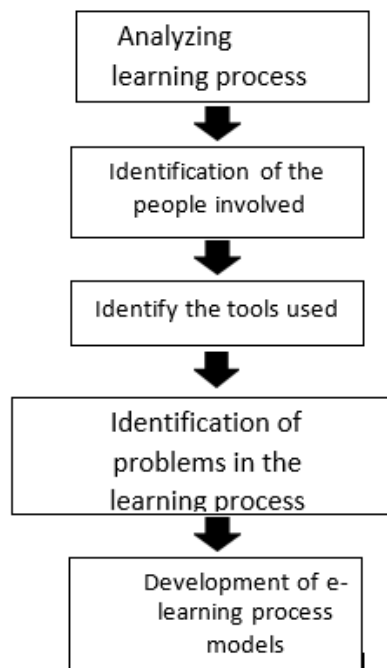 Analyzing
learning process
Identification of the
people involved
Identify the tools used
Identification of
problems in the
learning process
Development of e-
learning process
models